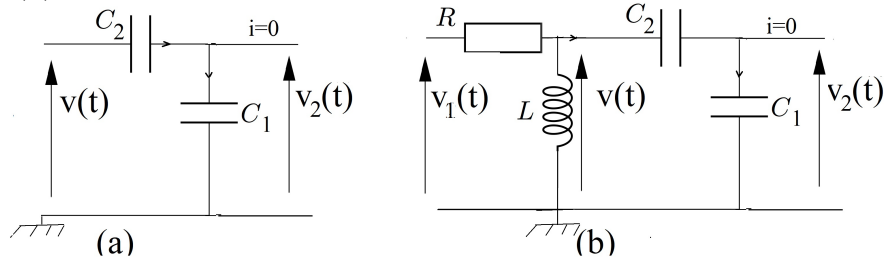 C₂
i=0
v(t)
C₁
v₂(t)
(a)
R
C₂
i=0
v₁(t)
L
v(t)
C₁
v₂(t)
(b)